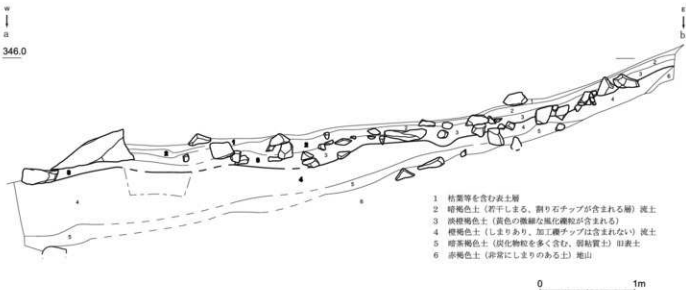 W
E
a
b
346.0
1 枯葉等を含む表土層
2 暗褐色土（若干しまる、割り石チップが含まれる層）流土
3 淡橙褐色土（黄色の微細な風化礫粒が含まれる）
4 橙褐色土（しまりあり、加工礫チップは含まれない）流土
5 暗茶褐色土（炭化物粒を多く含む、弱粘質土）旧表土
6 赤褐色土（非常にしまりのある土）地山
0 1m